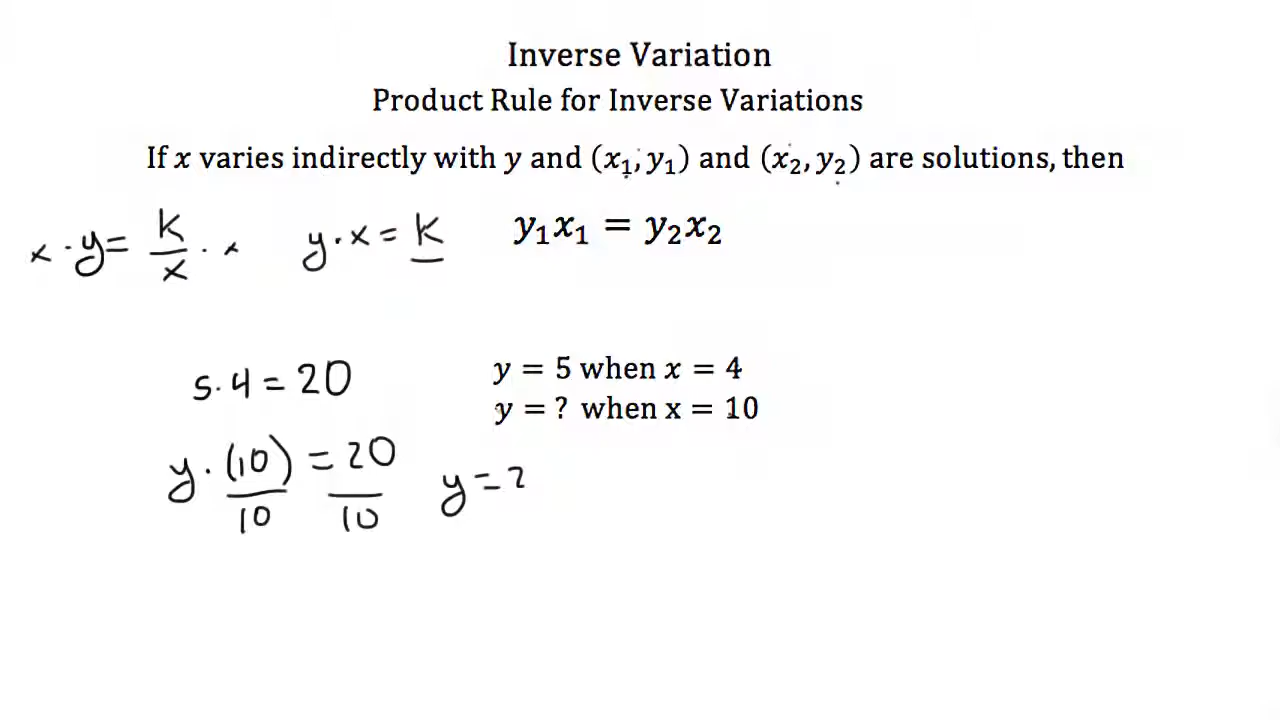 Inverse Variation
Product Rule for Inverse Variations
If x varies indirectly with y and (x₁, y₁) and (x₂, y₂) are solutions, then
x · y = k/x · x    y · x = k    y₁x₁ = y₂x₂
5 · 4 = 20    y = 5 when x = 4
y = ? when x = 10
y · (10)/10 = 20/10    y = 2